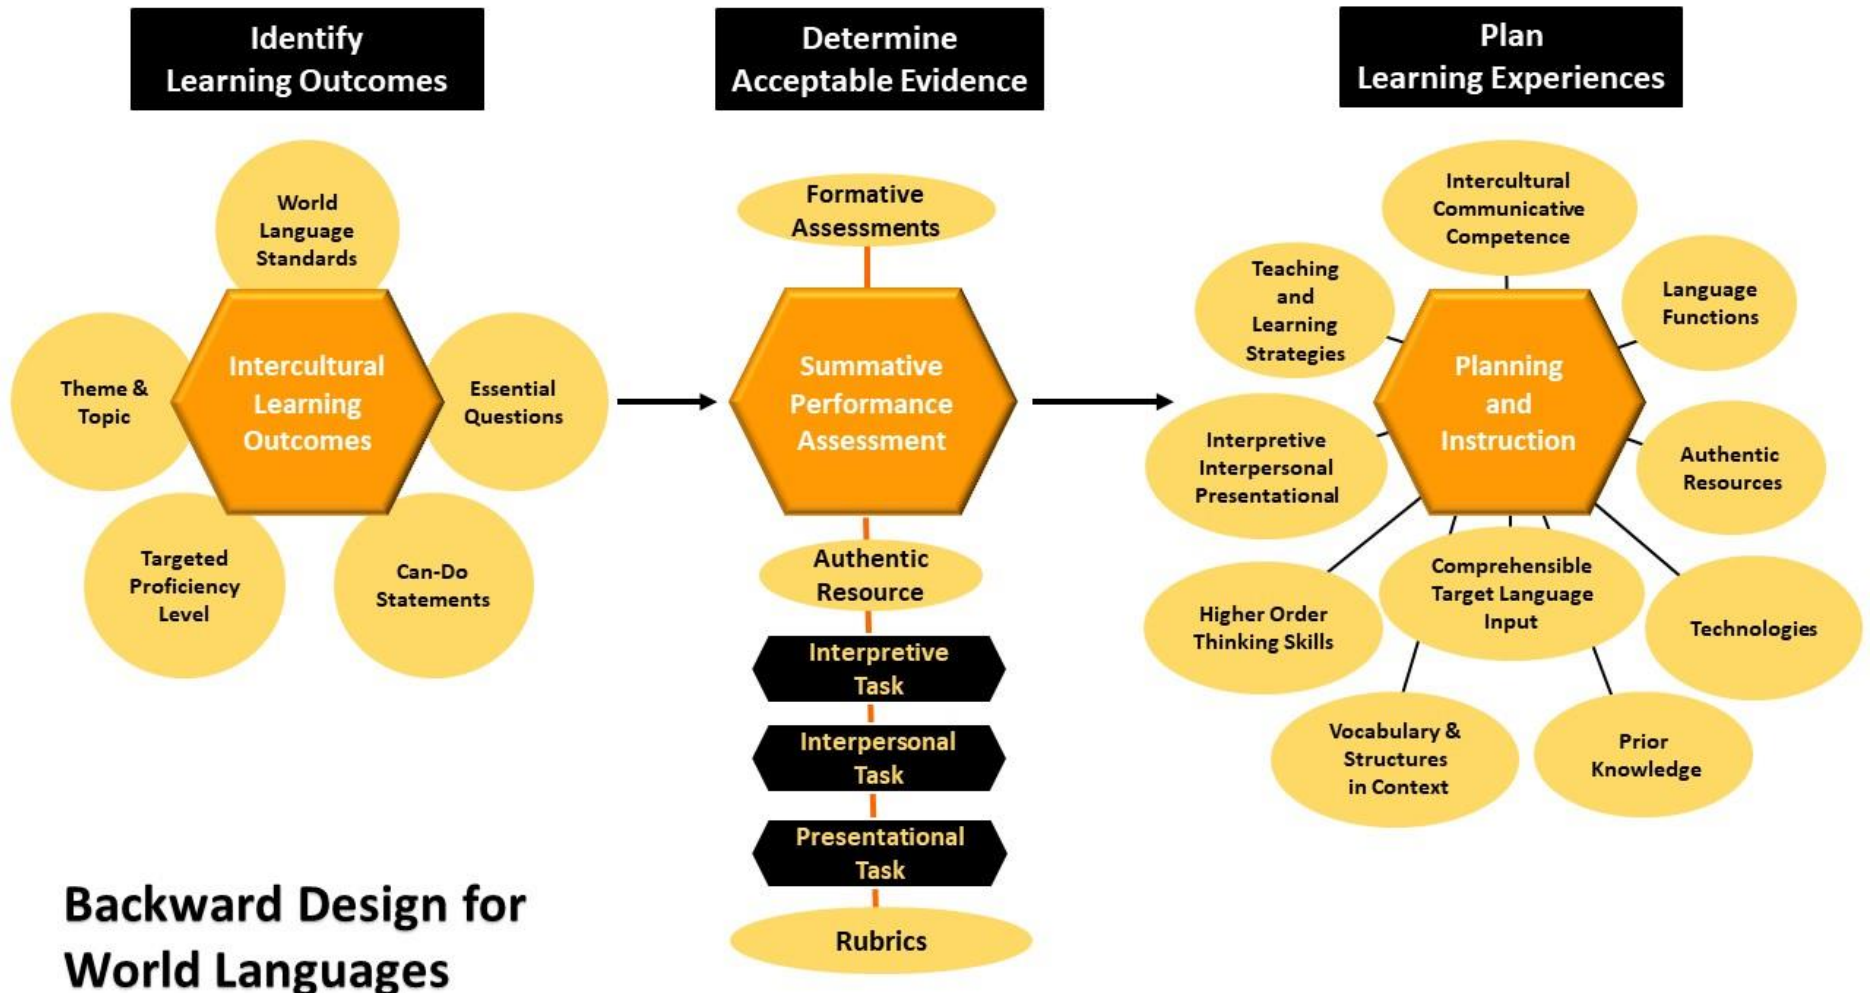 Identify
Learning Outcomes
World
Language
Standards
Theme &
Topic
Intercultural
Learning
Outcomes
Essential
Questions
Targeted
Proficiency
Level
Can-Do
Statements
Determine
Acceptable Evidence
Formative
Assessments
Summative
Performance
Assessment
Authentic
Resource
Interpretive
Task
Interpersonal
Task
Presentational
Task
Rubrics
Plan
Learning Experiences
Intercultural
Communicative
Competence
Teaching
and
Learning
Strategies
Language
Functions
Planning
and
Instruction
Interpretive
Interpersonal
Presentational
Authentic
Resources
Higher Order
Thinking Skills
Comprehensible
Target Language
Input
Technologies
Vocabulary &
Structures
in Context
Prior
Knowledge
Backward Design for
World Languages